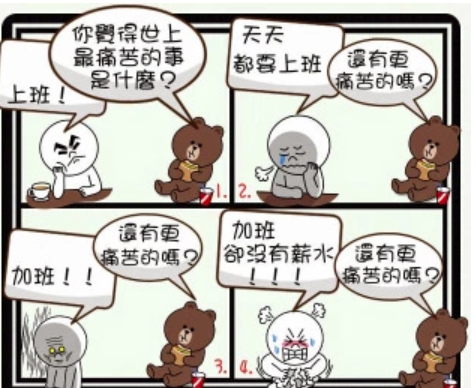 你覺得世上
最痛苦的事
是什麼？
上班！
1.
天天
都要上班
還有更
痛苦的嗎？
2.
還有更
痛苦的嗎？
加班！！
3.
加班
卻沒有薪水
！！！
還有更
痛苦的嗎？
4.